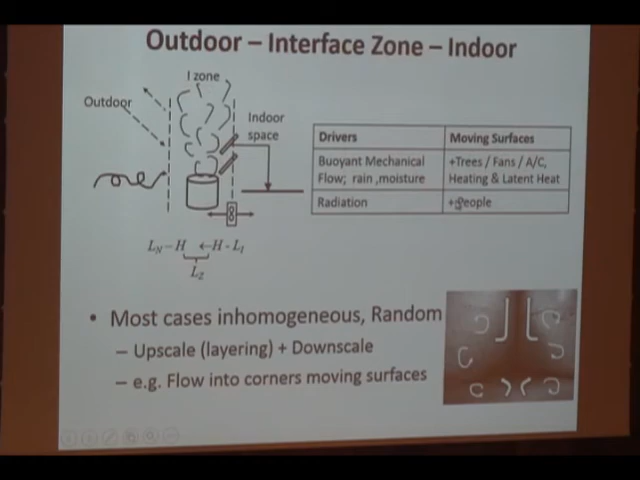 Outdoor – Interface Zone – Indoor
I zone
Outdoor
Indoor
space
Drivers
Moving Surfaces
Buoyant Mechanical
Flow; rain ,moisture
+Trees / Fans / A/C,
Heating & Latent Heat
Radiation
+People
L_N – H ← H - L_I
L_Z
• Most cases inhomogeneous, Random
– Upscale (layering) + Downscale
– e.g. Flow into corners moving surfaces